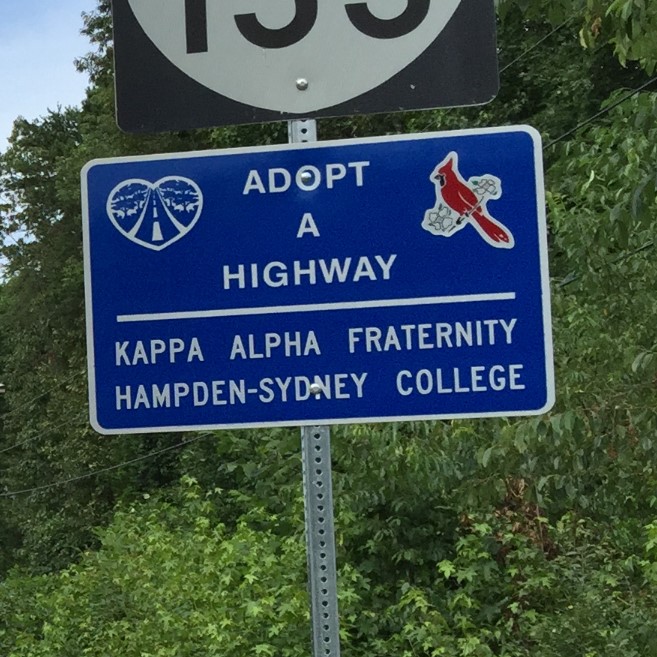 ADOPT
A
HIGHWAY
KAPPA ALPHA FRATERNITY
HAMPDEN-SYDNEY COLLEGE